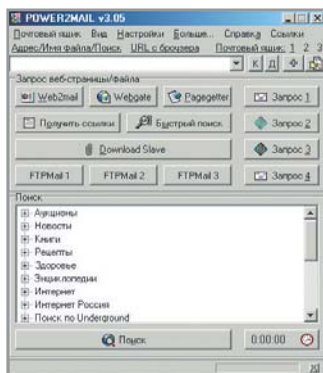 POWER2MAIL v3.05
Почтовый ящик Вид Настройки Больше... Справка Ссылки
Адрес/Имя файла/Поиск URL с броузера Почтовый ящик: 1 2 3
К Д
Запрос веб-страницы/файла
Web2mail Webgate Pagegetter Запрос 1
Получить ссылки Быстрый поиск Запрос 2
Download Slave Запрос 3
FTPMail 1 FTPMail 2 FTPMail 3 Запрос 4
Поиск
Аукционы
Новости
Книги
Рецепты
Здоровье
Энциклопедии
Интернет
Интернет Россия
Поиск по Underground
Поиск 0:00:00